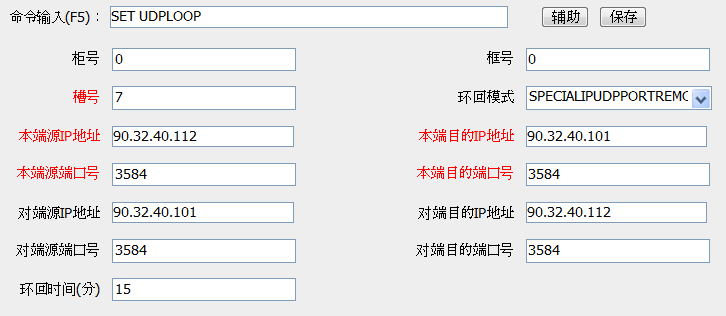 命令输入(F5)： SET UDPLOOP 辅助 保存
柜号 0 框号 0
槽号 7 环回模式 SPECIALIPUDPPORTREMO
本端源IP地址 90.32.40.112 本端目的IP地址 90.32.40.101
本端源端口号 3584 本端目的端口号 3584
对端源IP地址 90.32.40.101 对端目的IP地址 90.32.40.112
对端源端口号 3584 对端目的端口号 3584
环回时间(分) 15